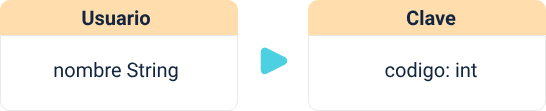 Usuario
nombre String
Clave
codigo: int